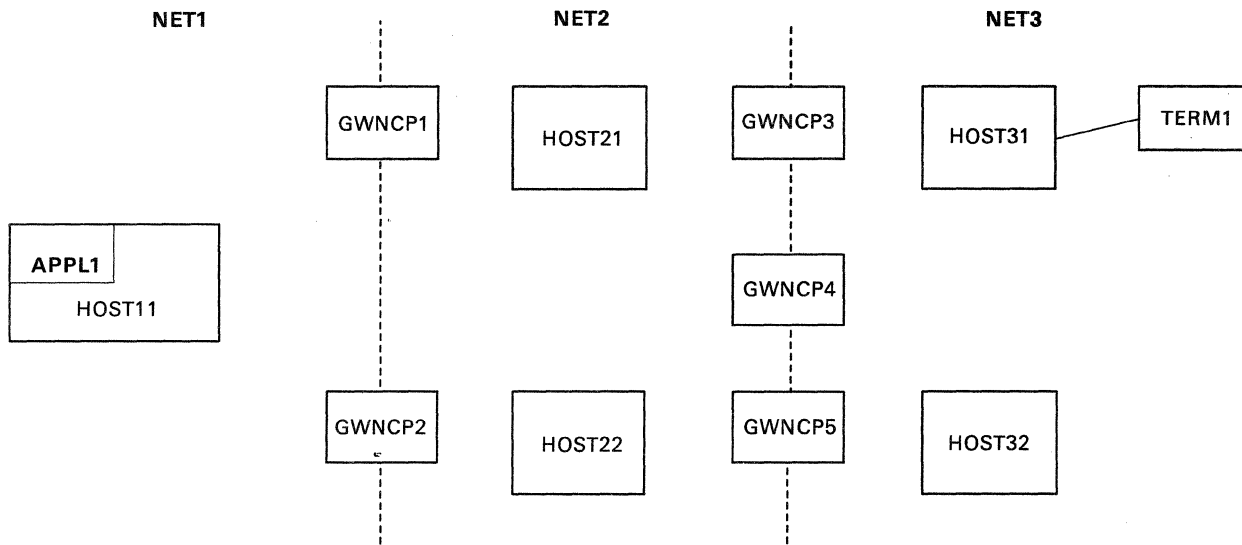 NET1 NET2 NET3
GWNCP1 HOST21 GWNCP3 HOST31 TERM1
APPL1
HOST11
GWNCP4
GWNCP2 HOST22 GWNCP5 HOST32